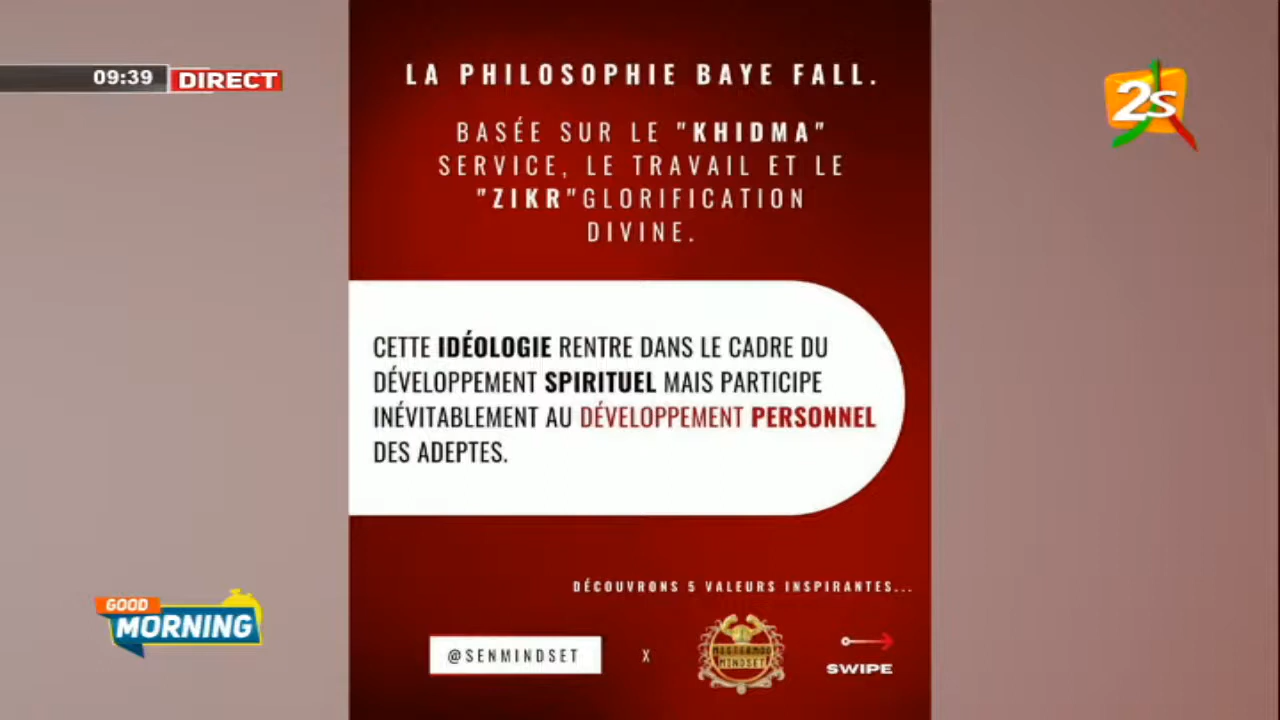 09:39 DIRECT
2S
LA PHILOSOPHIE BAYE FALL.
BASÉE SUR LE "KHIDMA"
SERVICE, LE TRAVAIL ET LE
"ZIKR"GLORIFICATION
DIVINE.
CETTE IDÉOLOGIE RENTRE DANS LE CADRE DU
DÉVELOPPEMENT SPIRITUEL MAIS PARTICIPE
INÉVITABLEMENT AU DÉVELOPPEMENT PERSONNEL
DES ADEPTES.
DÉCOUVRONS 5 VALEURS INSPIRANTES...
GOOD
MORNING
@SENMINDSET X
MINDSET
SWIPE